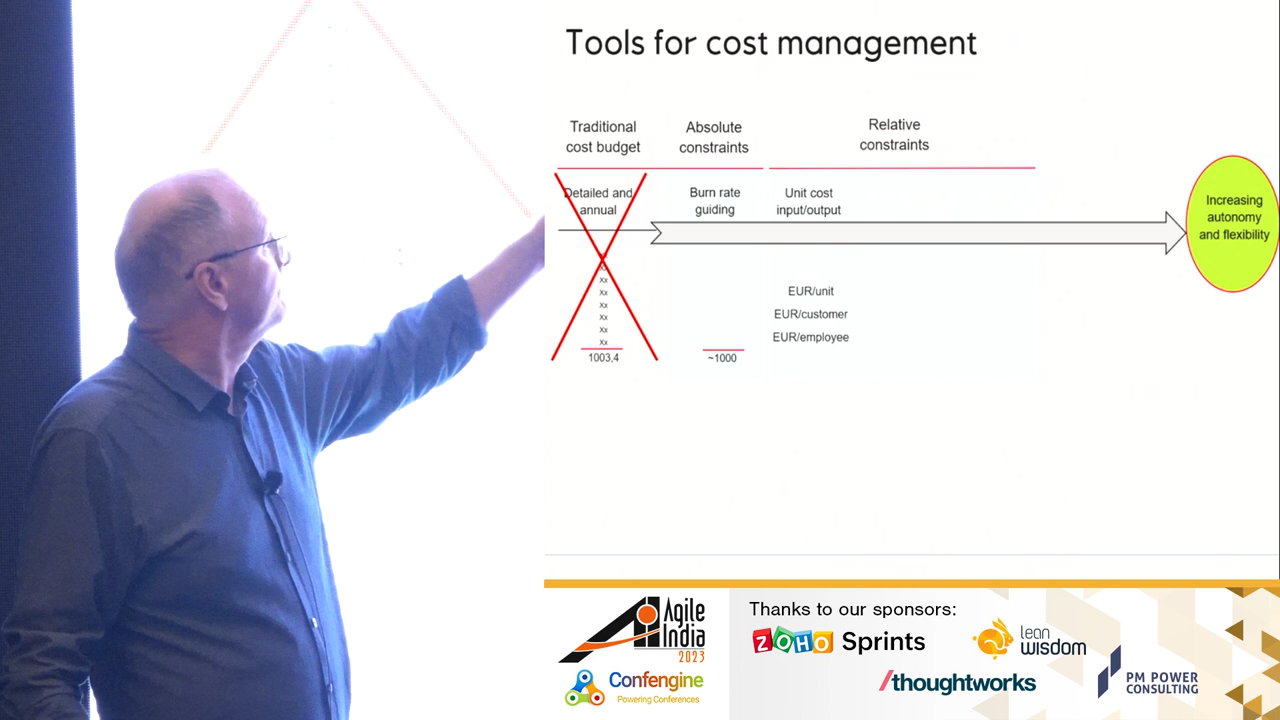 Tools for cost management
Traditional
cost budget
Absolute
constraints
Relative
constraints
Detailed and
annual
Burn rate
guiding
Unit cost
input/output
Increasing
autonomy
and flexibility
Xx
Xx
Xx
Xx
Xx
Xx
1003,4
~1000
EUR/unit
EUR/customer
EUR/employee
Agile
India
2023
Confengine
Powering Conferences
Thanks to our sponsors:
ZOHO Sprints
lean
wisdom
/thoughtworks
PM POWER
CONSULTING